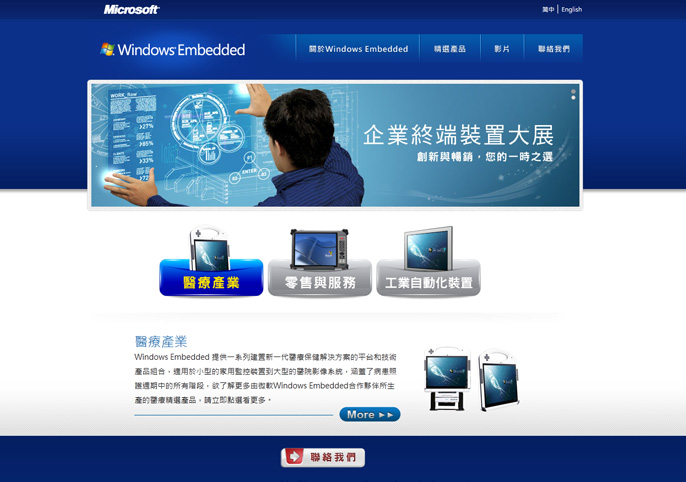 Microsoft
简中 | English
Windows Embedded
關於Windows Embedded
精選產品
影片
聯絡我們
WORK_flow
27%
85%
33%
72%
ENTER
企業終端裝置大展
創新與暢銷，您的一時之選
醫療產業
零售與服務
工業自動化裝置
醫療產業
Windows Embedded 提供一系列建置新一代醫療保健解決方案的平台和技術
產品組合，適用於小型的家用監控裝置到大型的醫院影像系統，涵蓋了病患照
護週期中的所有階段，欲了解更多由微軟Windows Embedded合作夥伴所生
產的醫療精選產品，請立即點選看更多。
More
聯絡我們